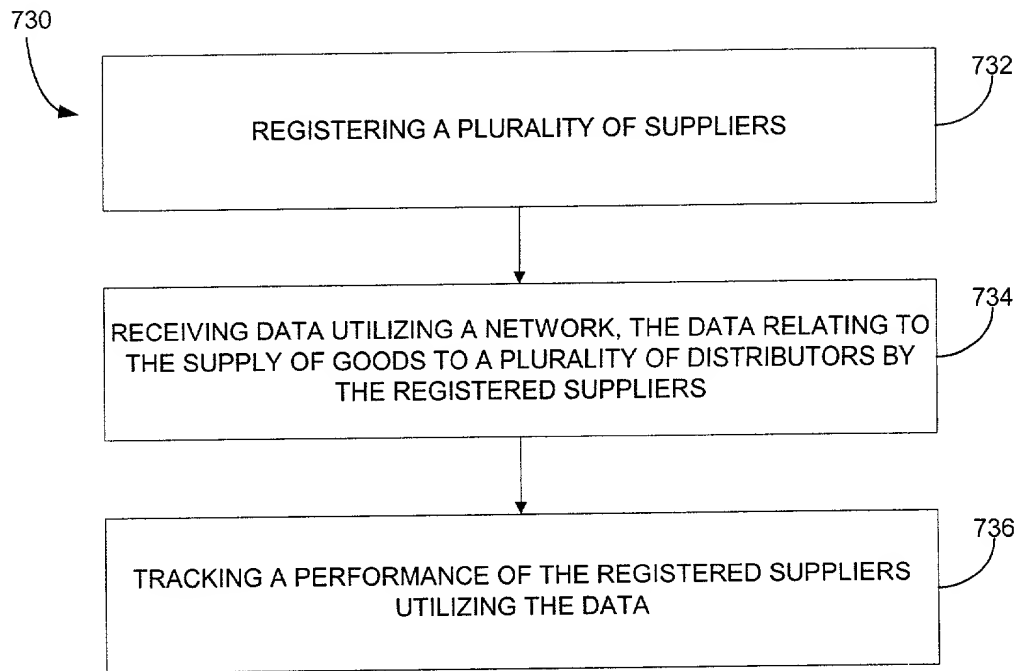 730
732
REGISTERING A PLURALITY OF SUPPLIERS
734
RECEIVING DATA UTILIZING A NETWORK, THE DATA RELATING TO
THE SUPPLY OF GOODS TO A PLURALITY OF DISTRIBUTORS BY
THE REGISTERED SUPPLIERS
736
TRACKING A PERFORMANCE OF THE REGISTERED SUPPLIERS
UTILIZING THE DATA